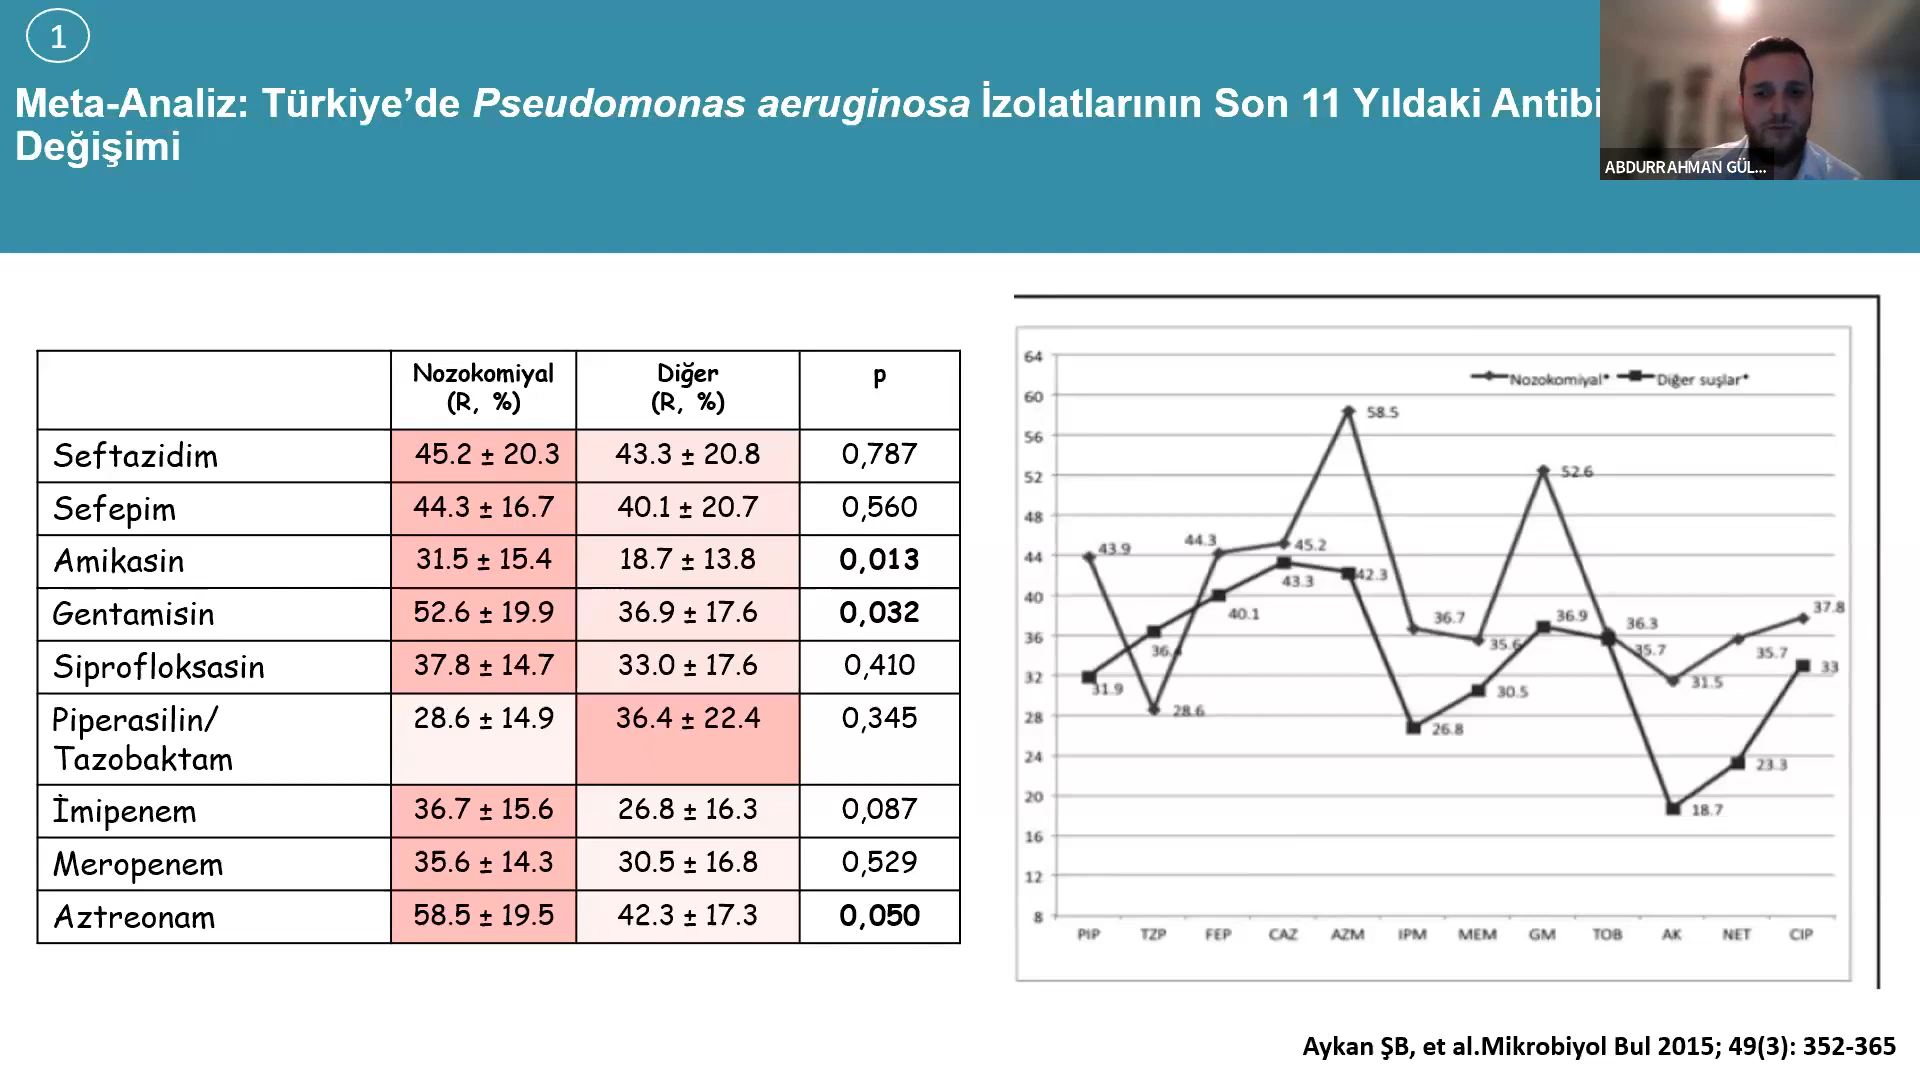 1
Meta-Analiz: Türkiye’de Pseudomonas aeruginosa İzolatlarının Son 11 Yıldaki
Değişimi
ABDURRAHMAN GÜL...
Nozokomiyal Diğer p
(R, %) (R, %)
Seftazidim 45.2 ± 20.3 43.3 ± 20.8 0,787
Sefepim 44.3 ± 16.7 40.1 ± 20.7 0,560
Amikasin 31.5 ± 15.4 18.7 ± 13.8 0,013
Gentamisin 52.6 ± 19.9 36.9 ± 17.6 0,032
Siprofloksasin 37.8 ± 14.7 33.0 ± 17.6 0,410
Piperasilin/ 28.6 ± 14.9 36.4 ± 22.4 0,345
Tazobaktam
İmipenem 36.7 ± 15.6 26.8 ± 16.3 0,087
Meropenem 35.6 ± 14.3 30.5 ± 16.8 0,529
Aztreonam 58.5 ± 19.5 42.3 ± 17.3 0,050
Nozokomiyal* Diğer suşlar*
64
60
56
52
48
44
40
36
32
28
24
20
16
12
8
43.9
28.6
44.3
45.2
58.5
36.7
35.6
52.6
36.3
31.5
35.7
37.8
31.9
36.4
40.1
43.3
42.3
26.8
30.5
36.9
35.7
18.7
23.3
33
PIP TZP FEP CAZ AZM IPM MEM GM TOB AK NET CIP
Aykan ŞB, et al.Mikrobiyol Bul 2015; 49(3): 352-365